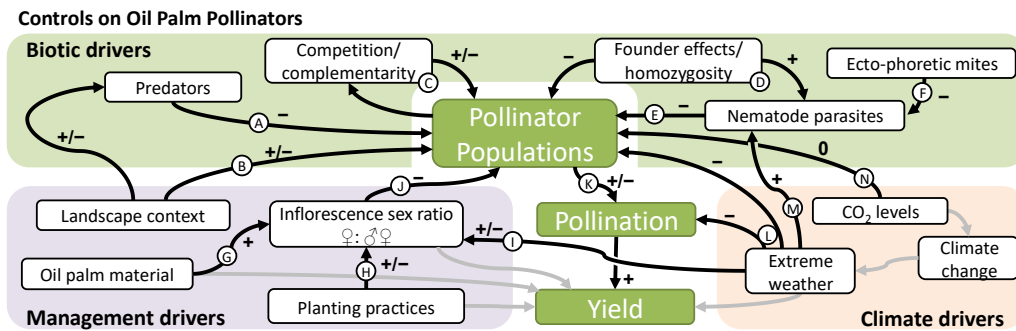 Controls on Oil Palm Pollinators
Biotic drivers
Competition/
complementarity
C
+/−
Founder effects/
homozygosity
D
−
+
Ecto-phoretic mites
F
−
Predators
A
−
E
−
Nematode parasites
Pollinator
Populations
+/−
B
+/−
0
N
−
+
M
K
+/−
J
−
Landscape context
Inflorescence sex ratio
♀:♂♀
G
+
+/−
I
Pollination
−
L
CO2 levels
Oil palm material
H
+/−
Extreme
weather
Climate
change
+
Planting practices
Yield
Management drivers
Climate drivers